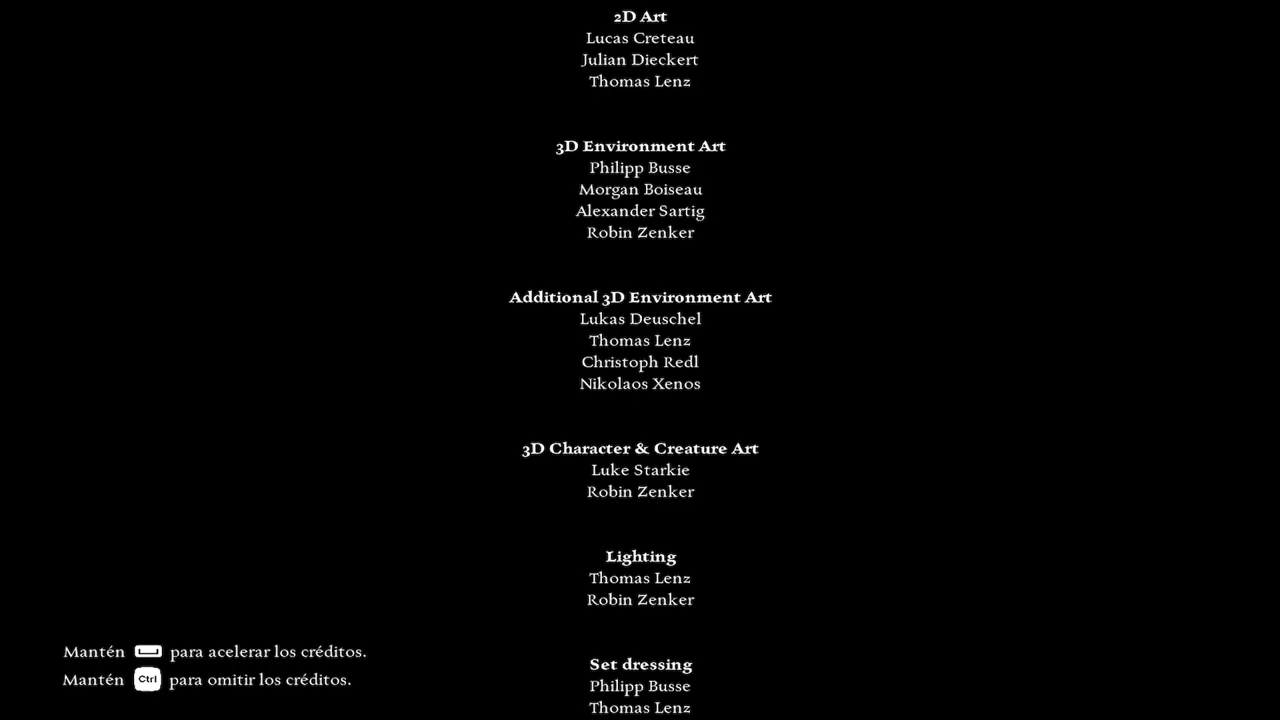 2D Art
Lucas Creteau
Julian Dieckert
Thomas Lenz
3D Environment Art
Philipp Busse
Morgan Boiseau
Alexander Sartig
Robin Zenker
Additional 3D Environment Art
Lukas Deuschel
Thomas Lenz
Christoph Redl
Nikolaos Xenos
3D Character & Creature Art
Luke Starkie
Robin Zenker
Lighting
Thomas Lenz
Robin Zenker
Set dressing
Philipp Busse
Thomas Lenz
Mantén para acelerar los créditos.
Mantén Ctrl para omitir los créditos.